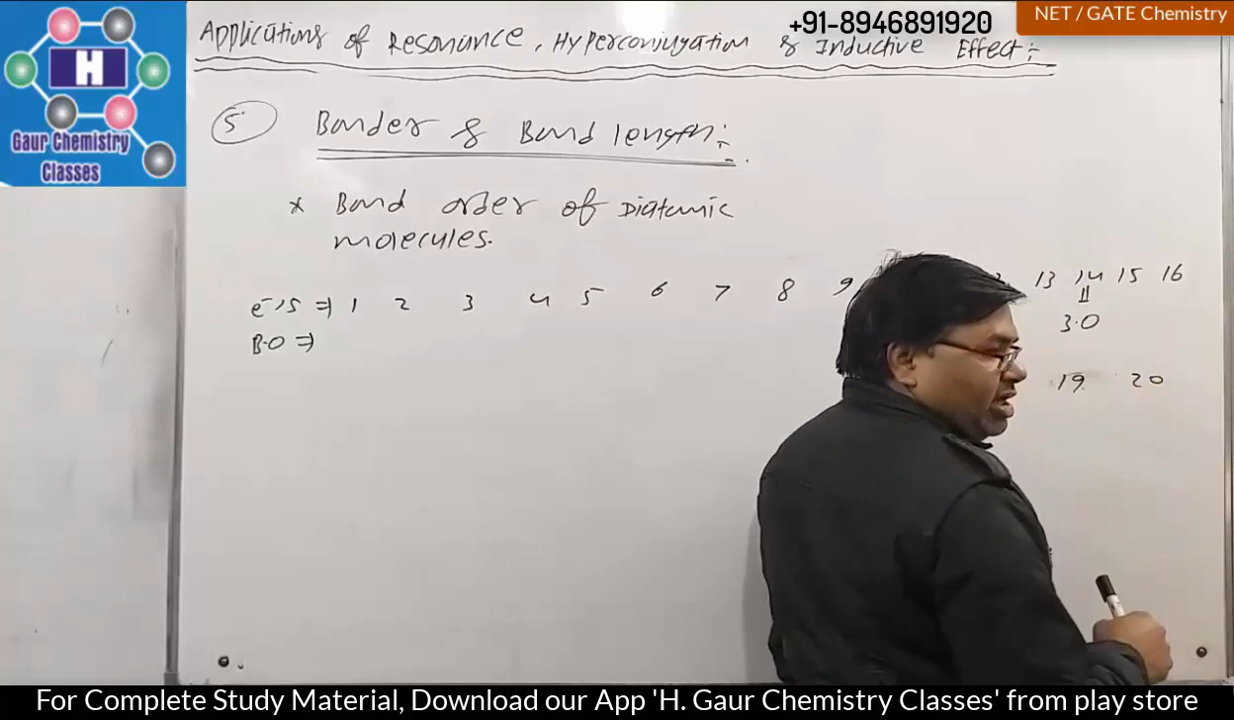 +91-8946891920
NET / GATE Chemistry
Applications of Resonance, Hyperconjugation & Inductive Effect:-
H
Gaur Chemistry
Classes
5 Border & Bond length:-
* Bond order of Diatomic
molecules.
e⁻/s ⇒ 1 2 3 4 5 6 7 8 9 13 14 15 16
B.O ⇒ 3.0
19 20
For Complete Study Material, Download our App 'H. Gaur Chemistry Classes' from play store